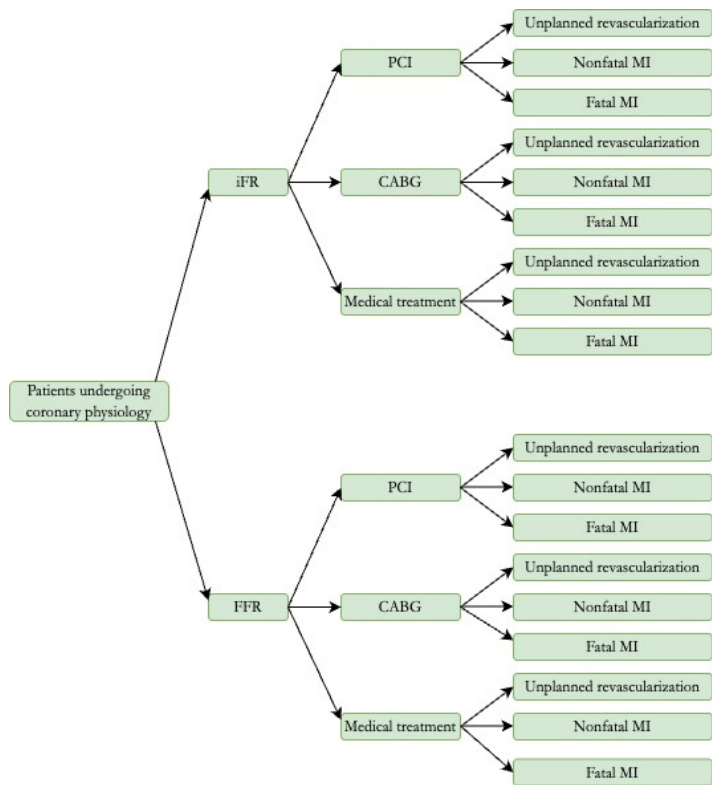 Unplanned revascularization
PCI
Nonfatal MI
Fatal MI
Unplanned revascularization
iFR
CABG
Nonfatal MI
Fatal MI
Unplanned revascularization
Medical treatment
Nonfatal MI
Fatal MI
Patients undergoing
coronary physiology
Unplanned revascularization
PCI
Nonfatal MI
Fatal MI
Unplanned revascularization
FFR
CABG
Nonfatal MI
Fatal MI
Unplanned revascularization
Medical treatment
Nonfatal MI
Fatal MI